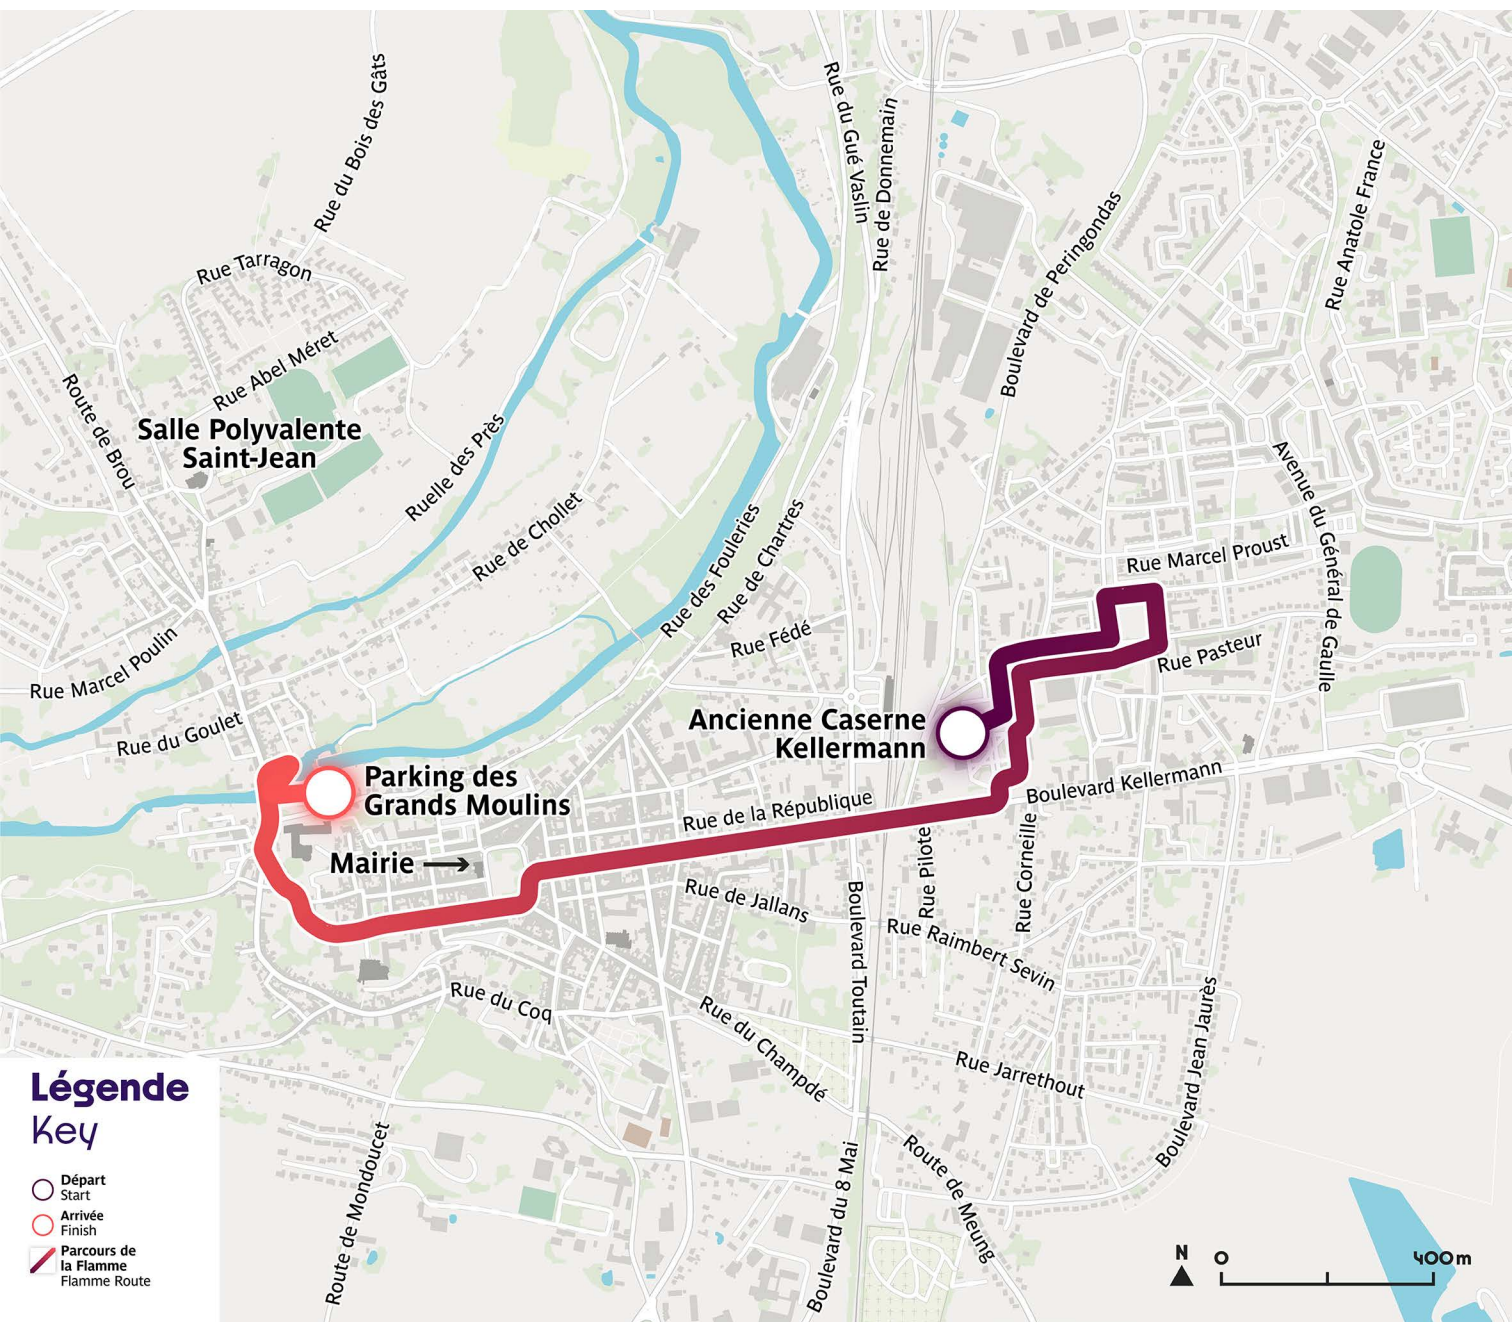 Rue du Bois des Gâts
Rue du Gué Vaslin
Rue de Donnemain
Rue Anatole France
Boulevard de Peringondas
Rue Tarragon
Rue Abel Méret
Route de Brou
Salle Polyvalente
Saint-Jean
Ruelle des Près
Rue de Chollet
Rue des Fouleries
Rue de Chartres
Avenue du Général de Gaulle
Rue Marcel Proust
Rue Fédé
Rue Pasteur
Rue Marcel Poulin
Rue du Goulet
Ancienne Caserne
Kellermann
Parking des
Grands Moulins
Boulevard Kellermann
Rue de la République
Mairie
Rue Pilote
Rue Corneille
Rue de Jallans
Boulevard Toutain
Rue Raimbert Sevin
Rue du Coq
Rue du Champdé
Rue Jarrethout
Boulevard Jean Jaurès
Route de Mondoucet
Boulevard du 8 Mai
Route de Meung
Légende
Key
Départ
Start
Arrivée
Finish
Parcours de
la Flamme
Flamme Route
N
0 400m